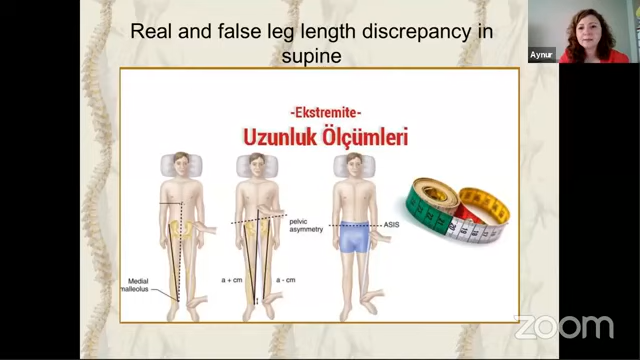 Real and false leg length discrepancy in
supine
Aynur
-Ekstremite-
Uzunluk Ölçümleri
pelvic
asymmetry
ASIS
a + cm
a - cm
Medial
malleolus
zoom